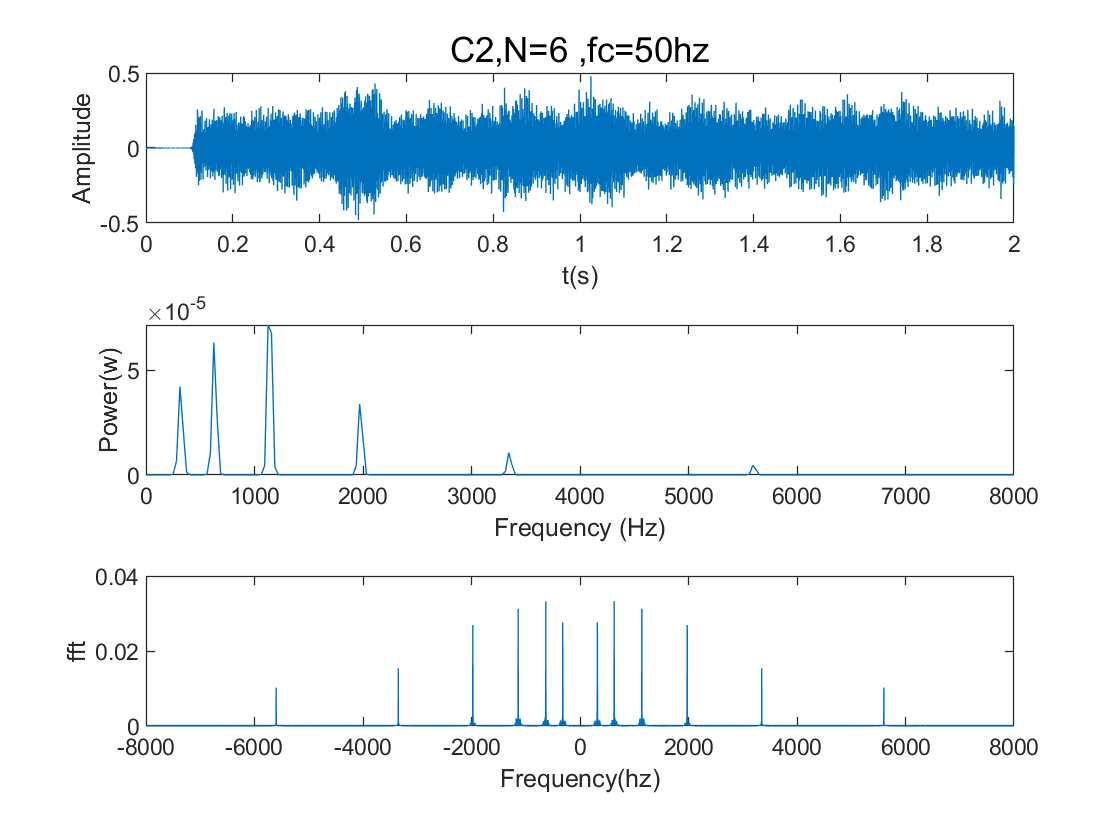 C2,N=6 ,fc=50hz
0.5
0
-0.5
Amplitude
0 0.2 0.4 0.6 0.8 1 1.2 1.4 1.6 1.8 2
t(s)
×10-5
5
0
Power(w)
0 1000 2000 3000 4000 5000 6000 7000 8000
Frequency (Hz)
0.04
0.02
0
fft
-8000 -6000 -4000 -2000 0 2000 4000 6000 8000
Frequency(hz)